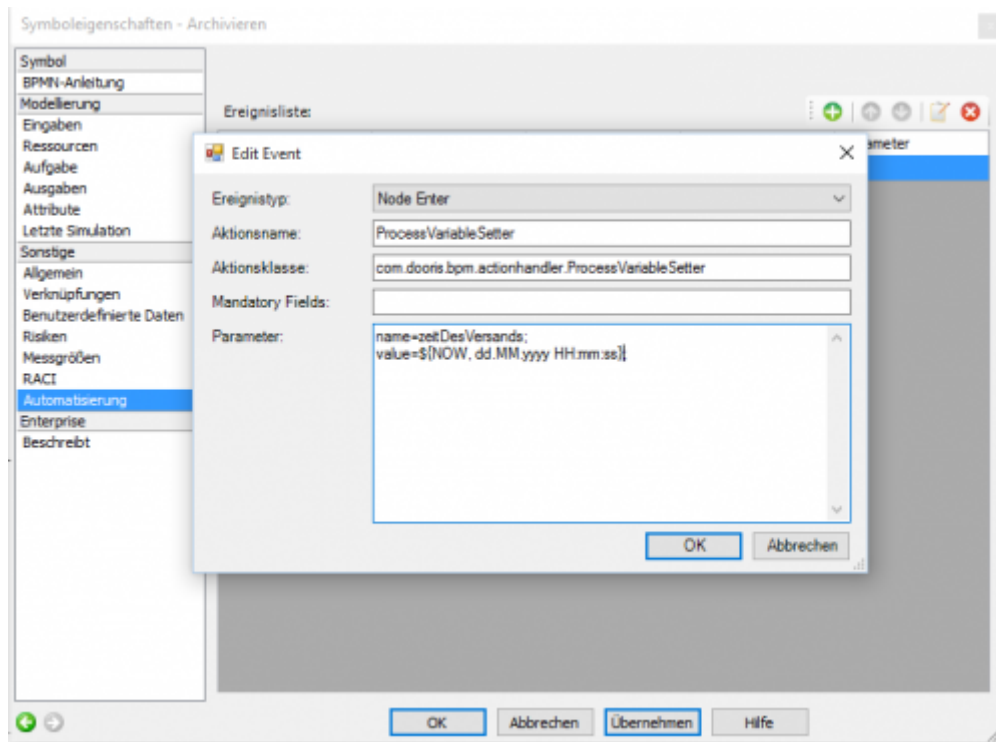 Symboleigenschaften - Archivieren
Symbol
BPMN-Anleitung
Modellierung
Eingaben
Ressourcen
Aufgabe
Ausgaben
Attribute
Letzte Simulation
Sonstige
Allgemein
Verknüpfungen
Benutzerdefinierte Daten
Risiken
Messgrößen
RACI
Automatisierung
Enterprise
Beschreibt
Ereignisliste:
ameter
Edit Event
Ereignistyp:
Node Enter
Aktionsname:
ProcessVariableSetter
Aktionsklasse:
com.dooris.bpm.actionhandler.ProcessVariableSetter
Mandatory Fields:
Parameter:
name=zeitDesVersands;
value=${NOW, dd.MM.yyyy HH:mm:ss};
OK
Abbrechen
OK
Abbrechen
Übernehmen
Hilfe